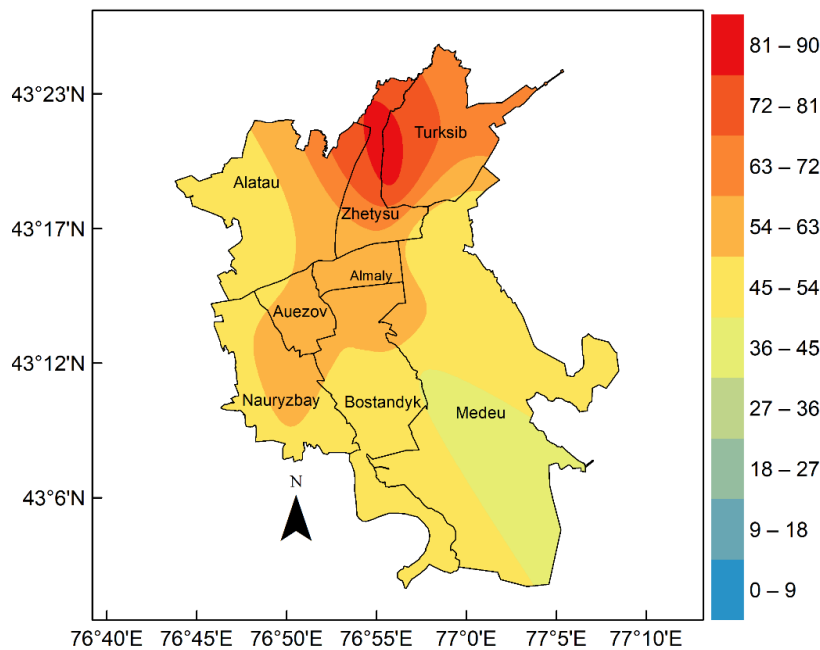 43°23'N
43°17'N
43°12'N
43°6'N
Turksib
Alatau
Zhetysu
Almaly
Auezov
Nauryzbay
Bostandyk
Medeu
N
76°40'E
76°45'E
76°50'E
76°55'E
77°0'E
77°5'E
77°10'E
81 – 90
72 – 81
63 – 72
54 – 63
45 – 54
36 – 45
27 – 36
18 – 27
9 – 18
0 – 9